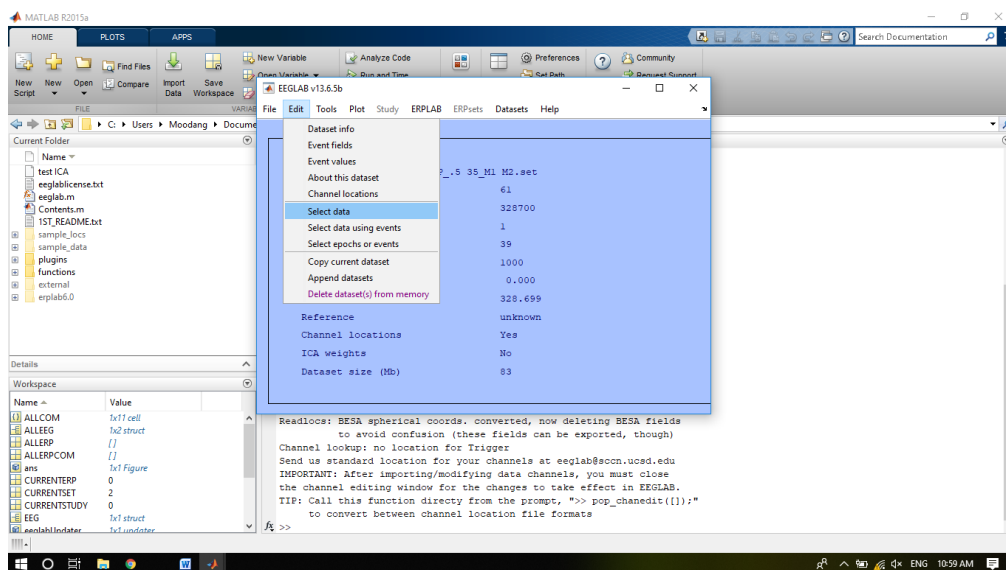 MATLAB R2015a
HOME PLOTS APPS
Search Documentation
New Script
New
Open
Find Files
Compare
Import Data
Save Workspace
New Variable
Open Variable
Analyze Code
Run and Time
Preferences
Set Path
Community
Request Support
FILE
VARIAB
C: Users Moodang Docume
EEGLAB v13.6.5b
File Edit Tools Plot Study ERPLAB ERPsets Datasets Help
Dataset info
Event fields
Event values
About this dataset
Channel locations
Select data
Select data using events
Select epochs or events
Copy current dataset
Append datasets
Delete dataset(s) from memory
_.5 35_M1 M2.set
61
328700
1
39
1000
0.000
328.699
Reference unknown
Channel locations Yes
ICA weights No
Dataset size (Mb) 83
Current Folder
Name
test ICA
eeglablicense.txt
eeglab.m
Contents.m
1ST_README.txt
sample_locs
sample_data
plugins
functions
external
erplab6.0
Details
Workspace
Name Value
ALLCOM 1x11 cell
ALLEEG 1x2 struct
ALLERP []
ALLERPCOM []
ans 1x1 Figure
CURRENTERP 0
CURRENTSET 2
CURRENTSTUDY 0
EEG 1x1 struct
eeglabUpdater 1x1 updater
Readlocs: BESA spherical coords. converted, now deleting BESA fields
to avoid confusion (these fields can be exported, though)
Channel lookup: no location for Trigger
Send us standard location for your channels at eeglab@sccn.ucsd.edu
IMPORTANT: After importing/modifying data channels, you must close
the channel editing window for the changes to take effect in EEGLAB.
TIP: Call this function directy from the prompt, ">> pop_chanedit([]);"
to convert between channel location file formats
fx >>
ENG 10:59 AM